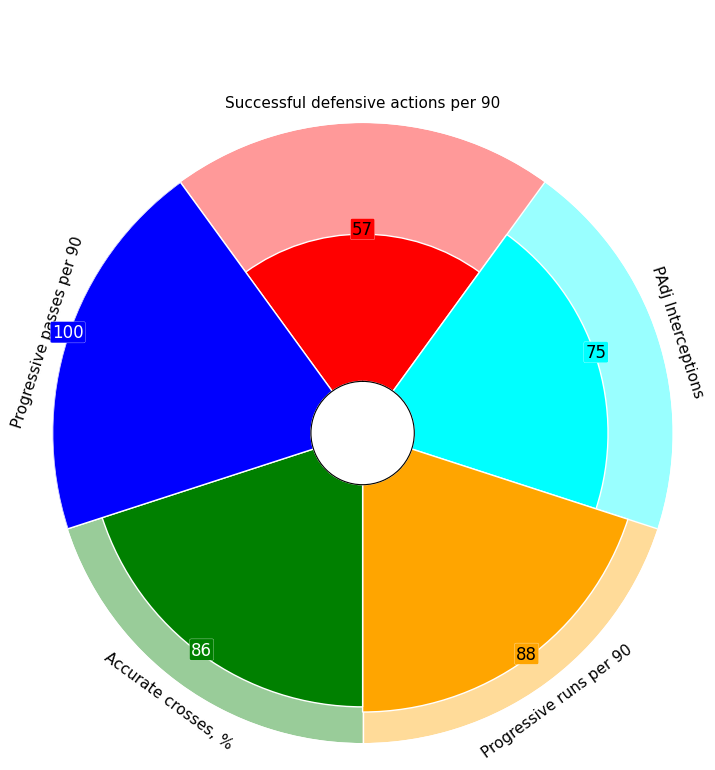 Successful defensive actions per 90
57
Progressive passes per 90
100
PAdj Interceptions
75
86
88
Accurate crosses, %
Progressive runs per 90